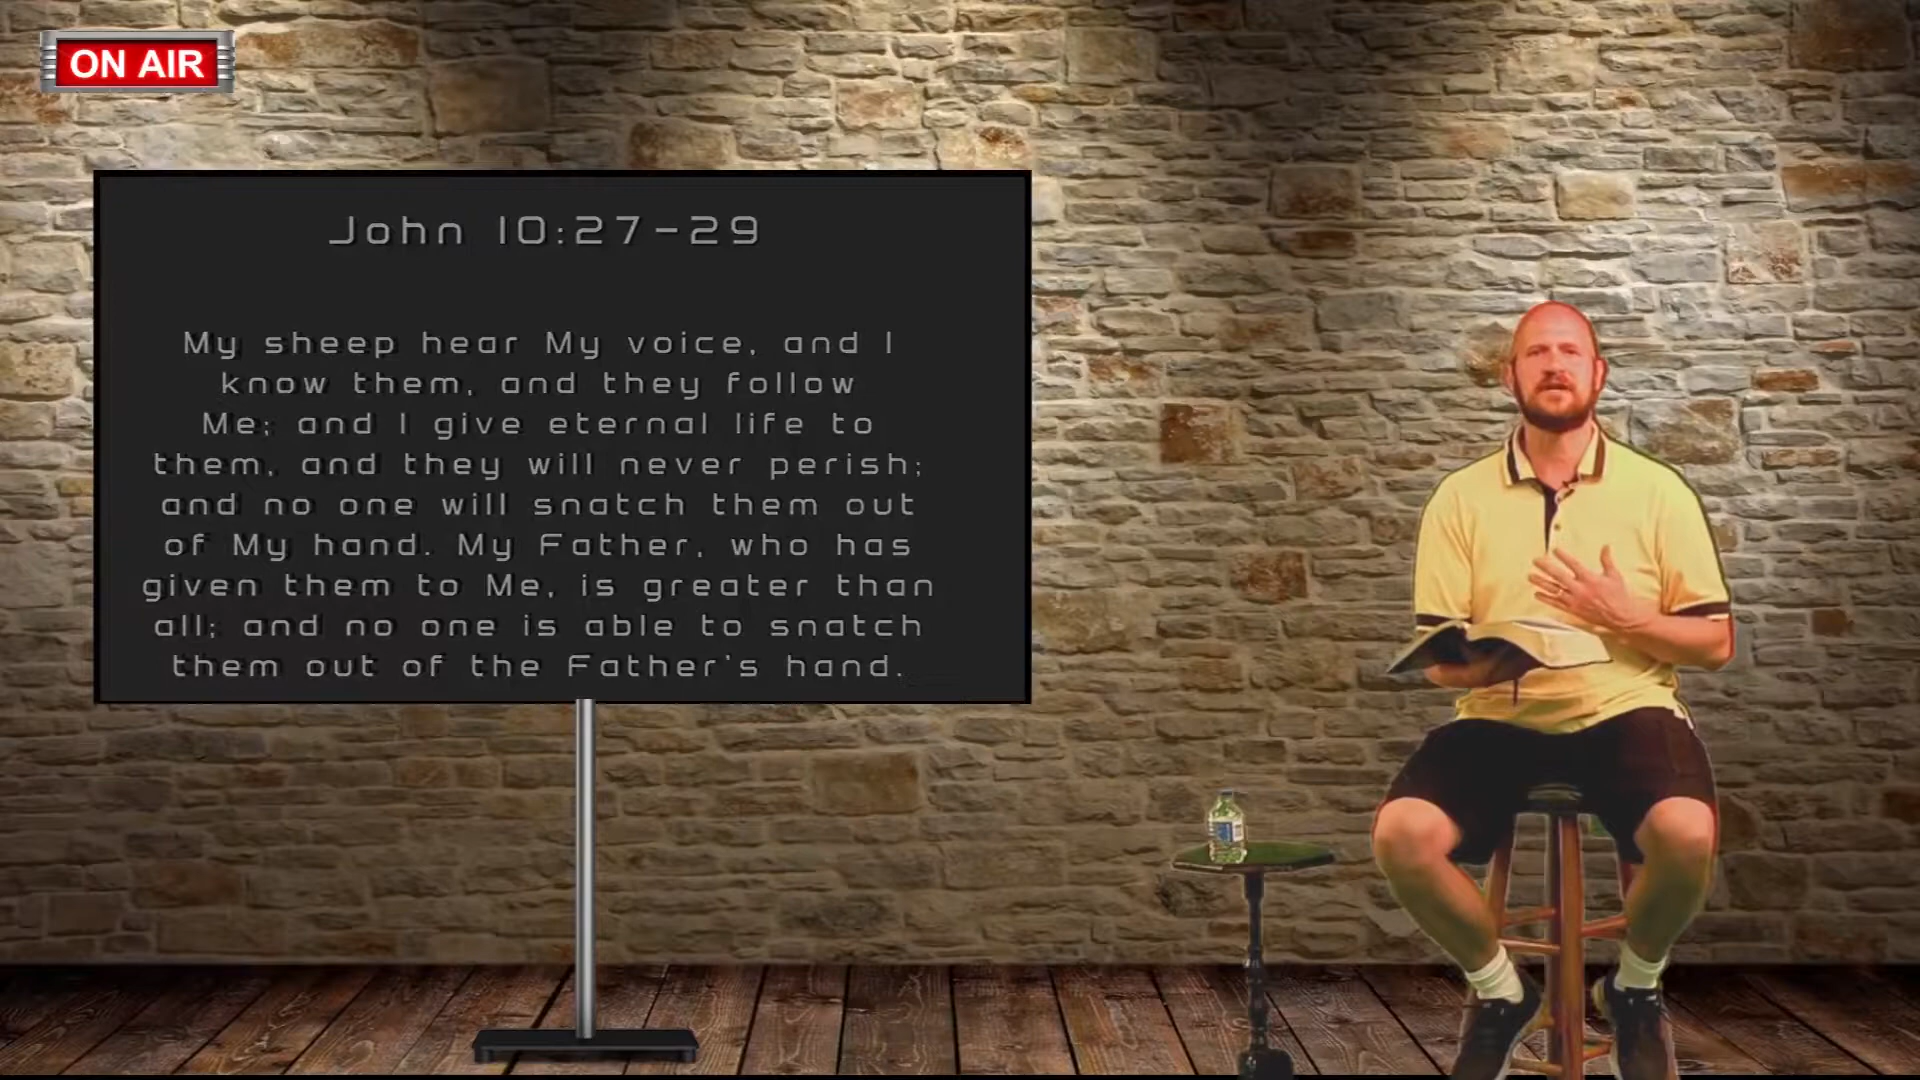 ON AIR
John 10:27-29
My sheep hear My voice, and I
know them, and they follow
Me; and I give eternal life to
them, and they will never perish;
and no one will snatch them out
of My hand. My Father, who has
given them to Me, is greater than
all; and no one is able to snatch
them out of the Father's hand.